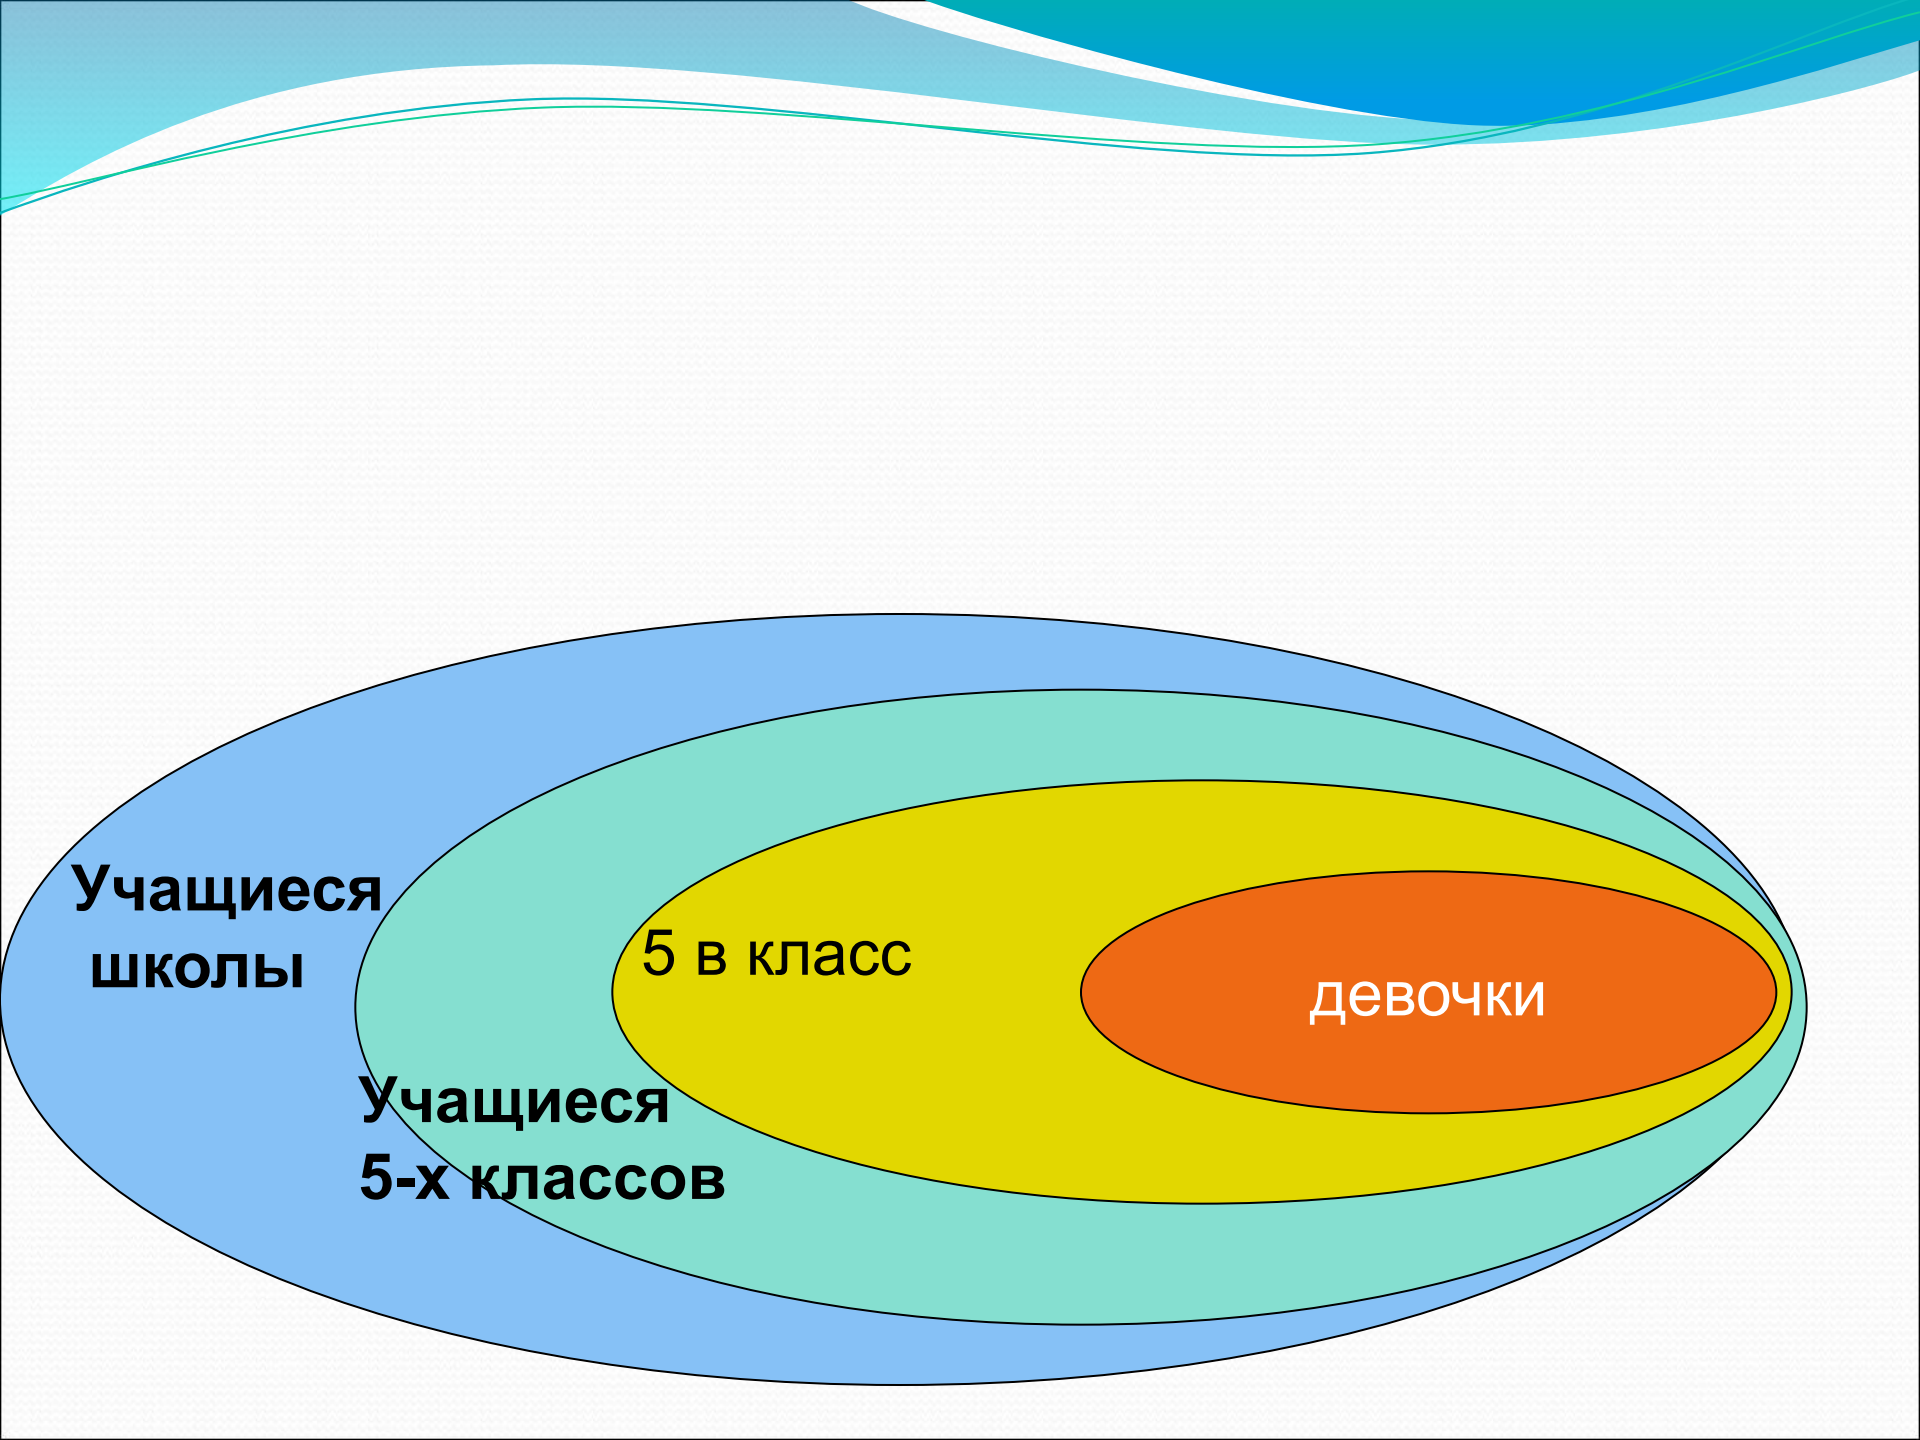 Учащиеся
школы
5 в класс
девочки
Учащиеся
5-х классов